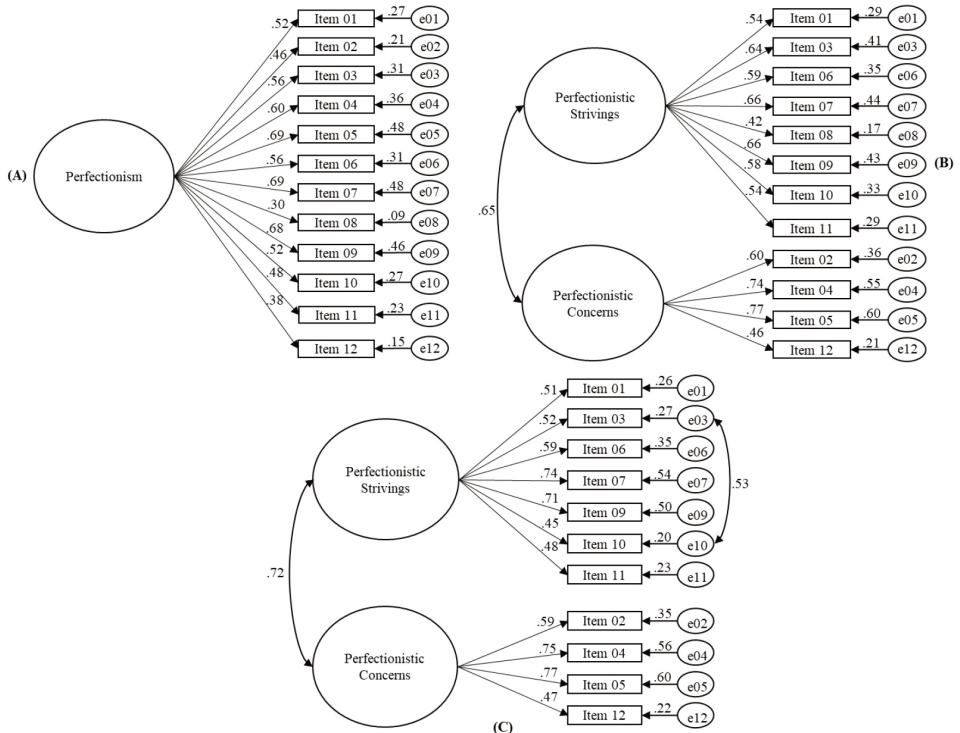 (A)
Perfectionism
.52 Item 01 .27 e01
.46 Item 02 .21 e02
.56 Item 03 .31 e03
.60 Item 04 .36 e04
.69 Item 05 .48 e05
.56 Item 06 .31 e06
.69 Item 07 .48 e07
.30 Item 08 .09 e08
.68 Item 09 .46 e09
.52 Item 10 .27 e10
.48 Item 11 .23 e11
.38 Item 12 .15 e12
(B)
Perfectionistic
Strivings
.54 Item 01 .29 e01
.64 Item 03 .41 e03
.59 Item 06 .35 e06
.66 Item 07 .44 e07
.42 Item 08 .17 e08
.66 Item 09 .43 e09
.58 Item 10 .33 e10
.54 Item 11 .29 e11
.65
Perfectionistic
Concerns
.60 Item 02 .36 e02
.74 Item 04 .55 e04
.77 Item 05 .60 e05
.46 Item 12 .21 e12
Perfectionistic
Strivings
.51 Item 01 .26 e01
.52 Item 03 .27 e03
.59 Item 06 .35 e06
.74 Item 07 .54 e07
.71 Item 09 .50 e09
.45 Item 10 .20 e10
.48 Item 11 .23 e11
.53
.72
Perfectionistic
Concerns
.59 Item 02 .35 e02
.75 Item 04 .56 e04
.77 Item 05 .60 e05
.47 Item 12 .22 e12
(C)